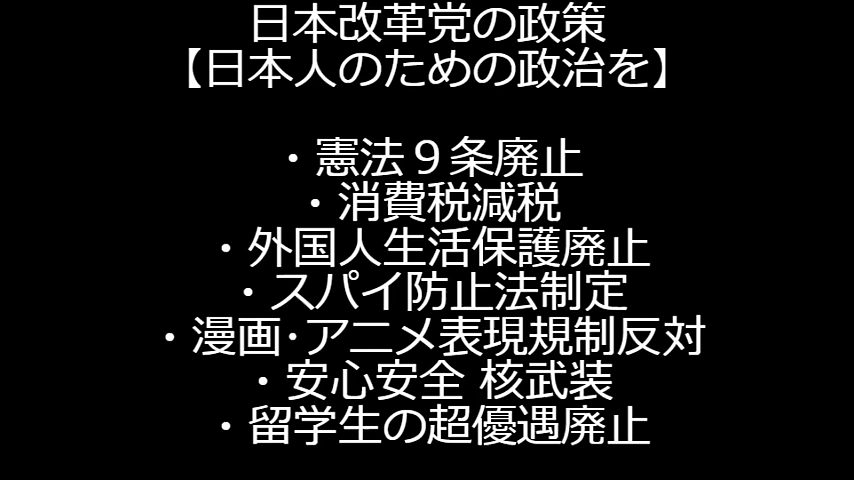 日本改革党の政策
【日本人のための政治を】
・憲法９条廃止
・消費税減税
・外国人生活保護廃止
・スパイ防止法制定
・漫画･アニメ表現規制反対
・安心安全 核武装
・留学生の超優遇廃止